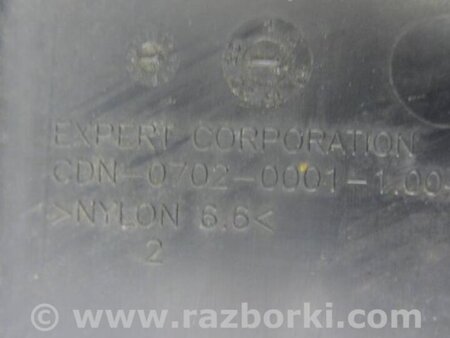 EXPERT CORPORATION
CDN-0702-0001-1.00-
>NYLON 6.6<
2
© www.razborki.com